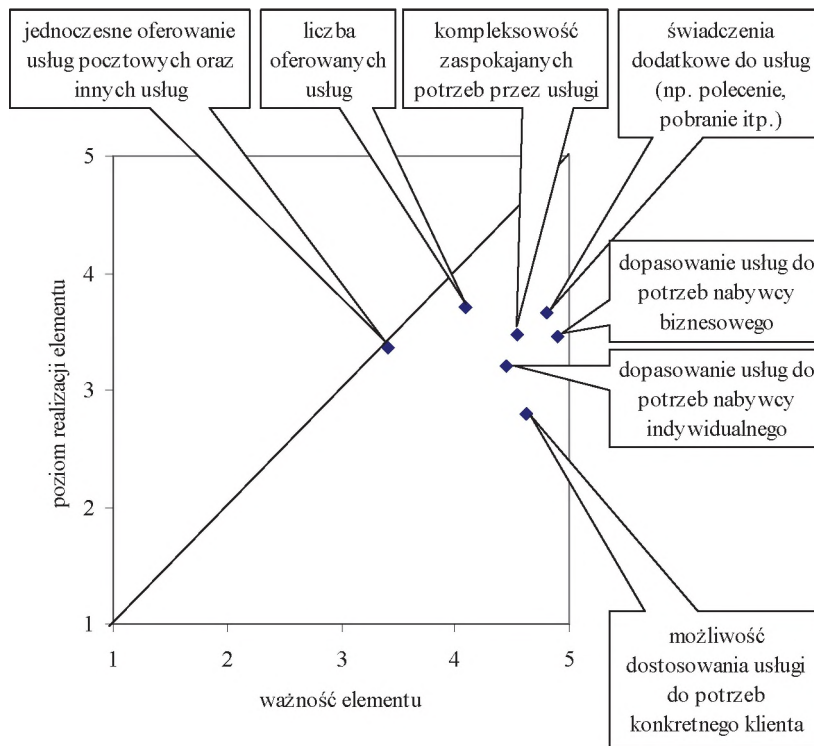 jednoczesne oferowanie
usług pocztowych oraz
innych usług
liczba
oferowanych
usług
kompleksowość
zaspokajanych
potrzeb przez usługi
świadczenia
dodatkowe do usług
(np. polecenie,
pobranie itp.)
dopasowanie usług do
potrzeb nabywcy
biznesowego
dopasowanie usług do
potrzeb nabywcy
indywidualnego
możliwość
dostosowania usługi
do potrzeb
konkretnego klienta
poziom realizacji elementu
5
4
3
2
1
1
2
3
4
5
ważność elementu